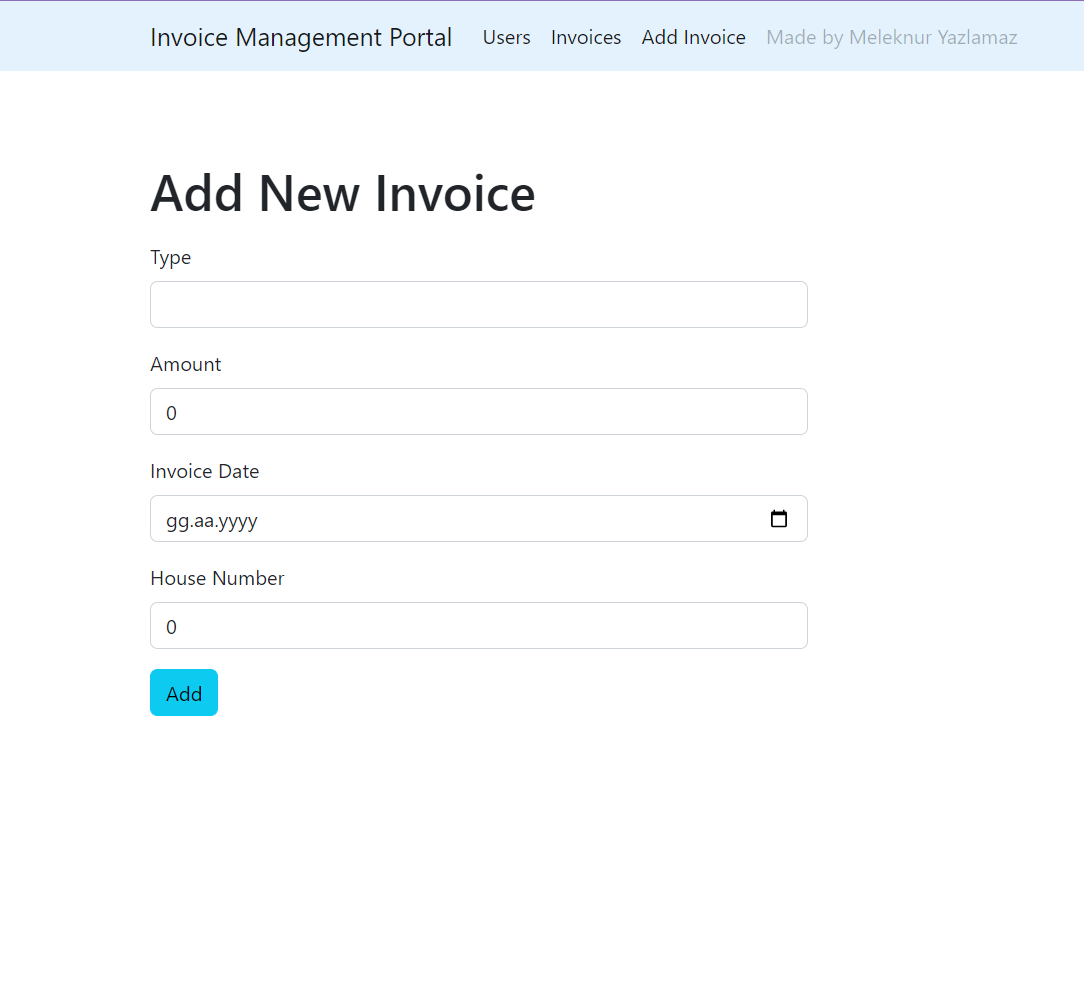 Invoice Management Portal Users Invoices Add Invoice Made by Meleknur Yazlamaz
Add New Invoice
Type
Amount
0
Invoice Date
gg.aa.yyyy
House Number
0
Add